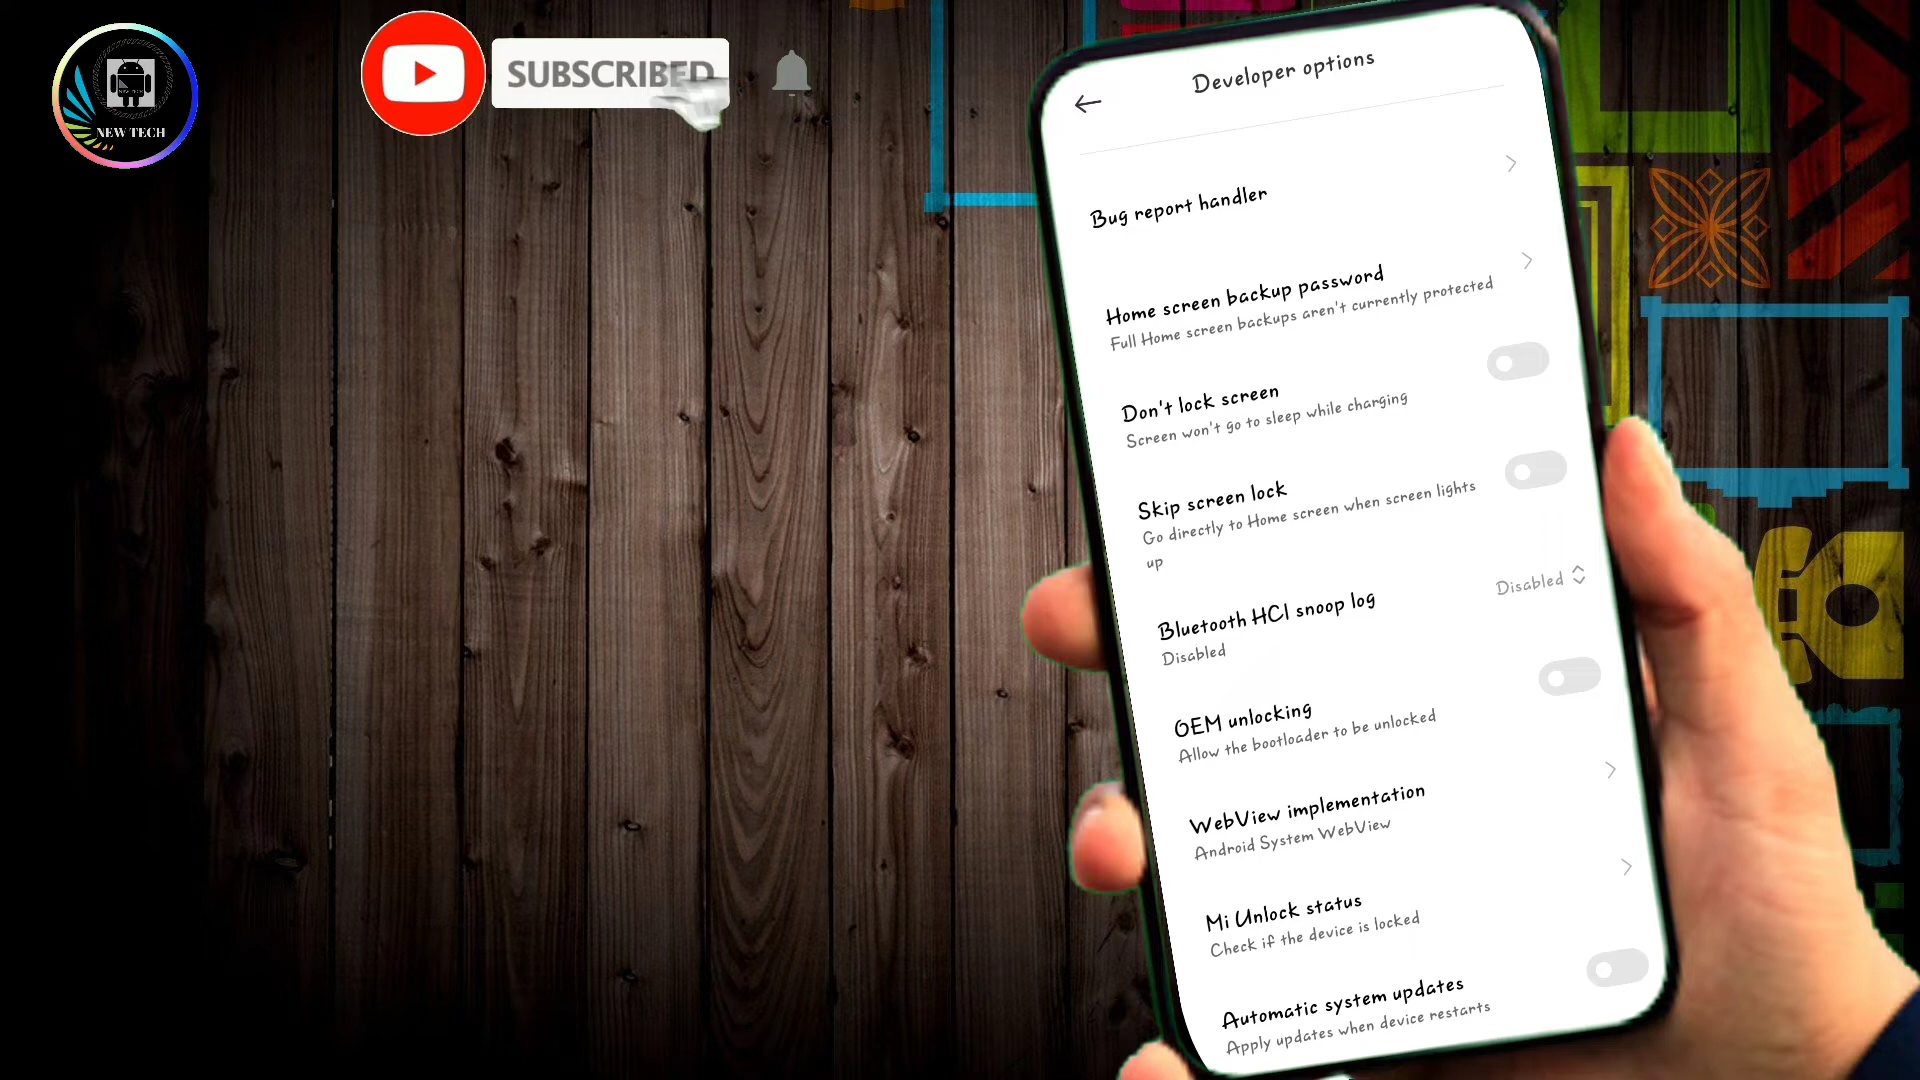 NEW TECH
SUBSCRIBED
Developer options
Bug report handler
Home screen backup password
Full Home screen backups aren't currently protected
Don't lock screen
Screen won't go to sleep while charging
Skip screen lock
Go directly to Home screen when screen lights
up
Bluetooth HCI snoop log
Disabled
Disabled
OEM unlocking
Allow the bootloader to be unlocked
WebView implementation
Android System WebView
Mi Unlock status
Check if the device is locked
Automatic system updates
Apply updates when device restarts